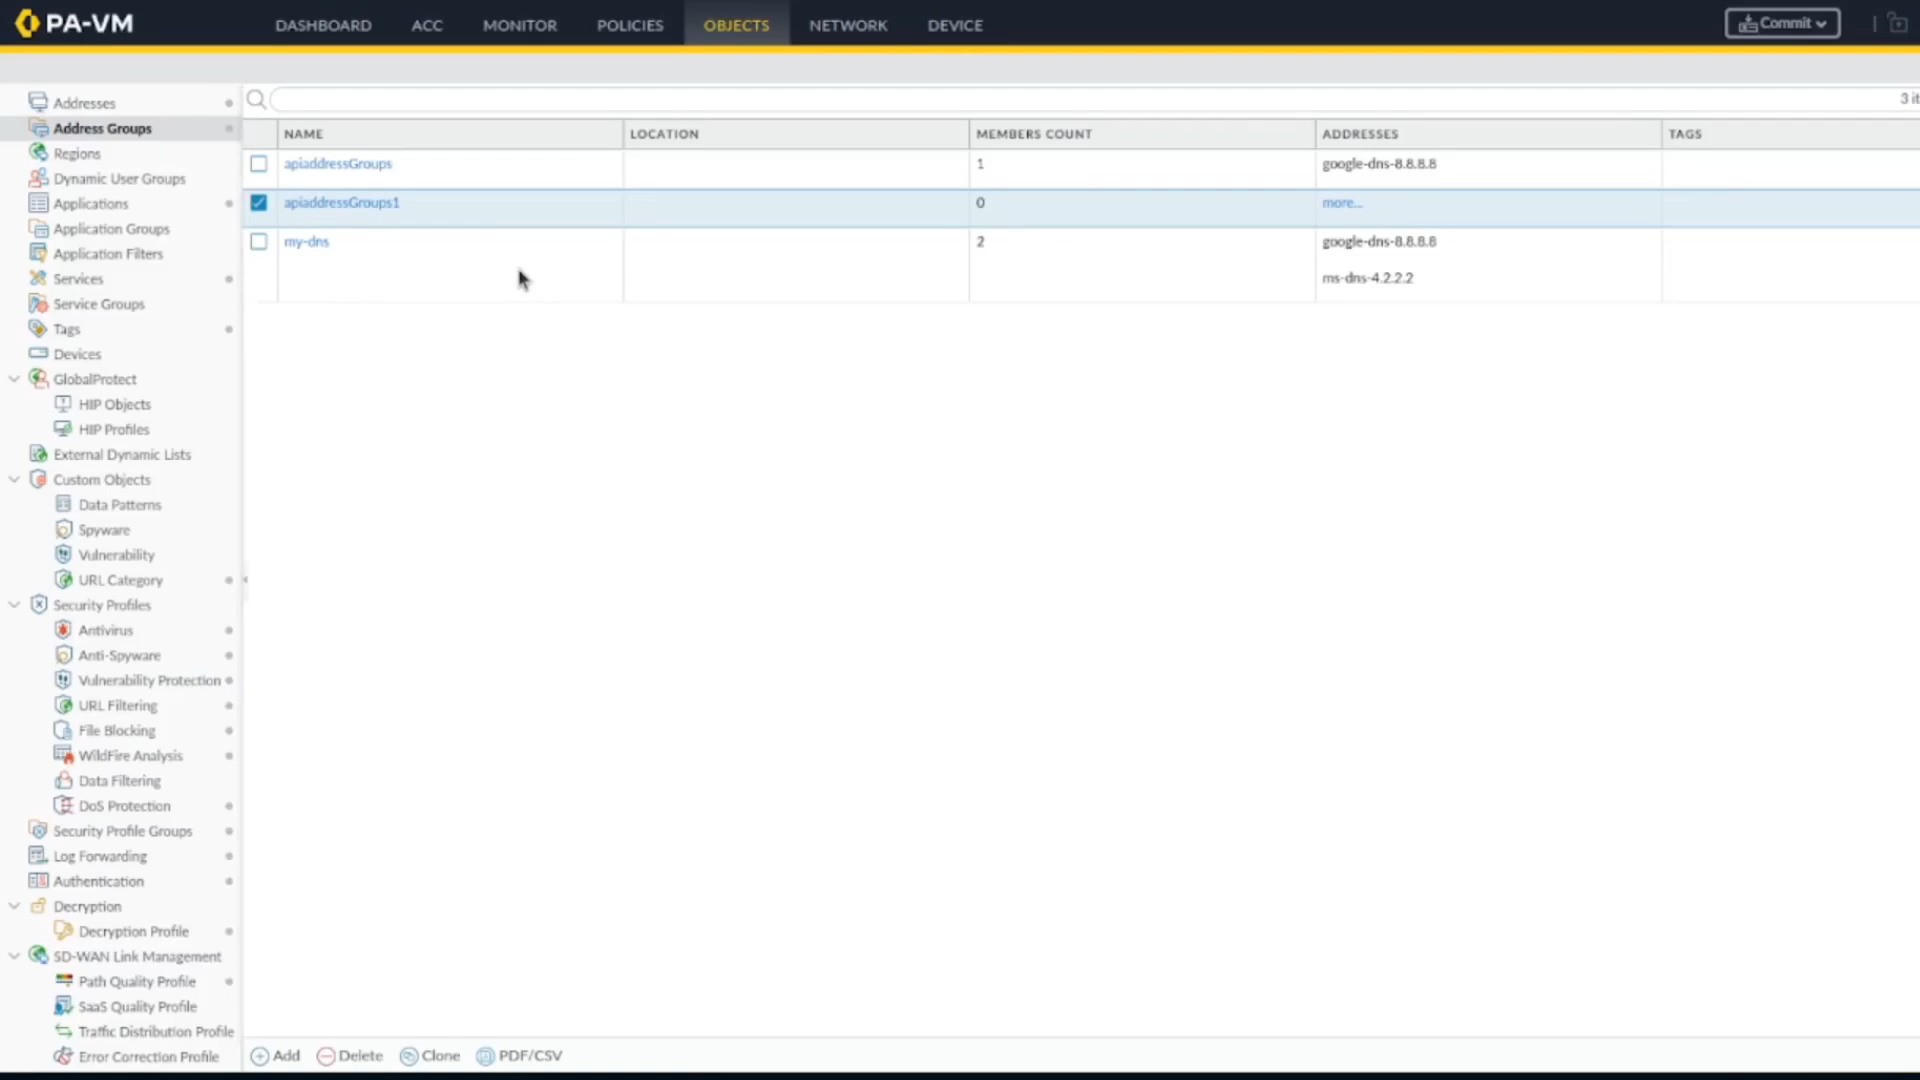 PA-VM
DASHBOARD ACC MONITOR POLICIES OBJECTS NETWORK DEVICE
Commit
3
Addresses
Address Groups
Regions
Dynamic User Groups
Applications
Application Groups
Application Filters
Services
Service Groups
Tags
Devices
GlobalProtect
HIP Objects
HIP Profiles
External Dynamic Lists
Custom Objects
Data Patterns
Spyware
Vulnerability
URL Category
Security Profiles
Antivirus
Anti-Spyware
Vulnerability Protection
URL Filtering
File Blocking
WildFire Analysis
Data Filtering
DoS Protection
Security Profile Groups
Log Forwarding
Authentication
Decryption
Decryption Profile
SD-WAN Link Management
Path Quality Profile
SaaS Quality Profile
Traffic Distribution Profile
Error Correction Profile
NAME LOCATION MEMBERS COUNT ADDRESSES TAGS
apiaddressGroups 1 google-dns-8.8.8.8
apiaddressGroups1 0 more...
my-dns 2 google-dns-8.8.8.8
ms-dns-4.2.2.2
Add Delete Clone PDF/CSV